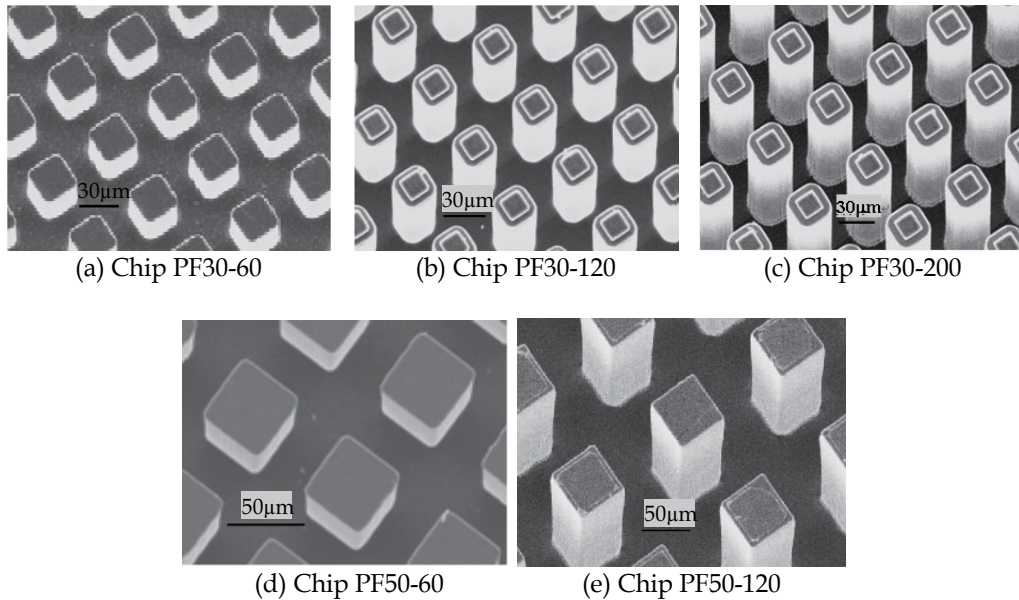 30μm
30μm
30μm
(a) Chip PF30-60
(b) Chip PF30-120
(c) Chip PF30-200
50μm
50μm
(d) Chip PF50-60
(e) Chip PF50-120